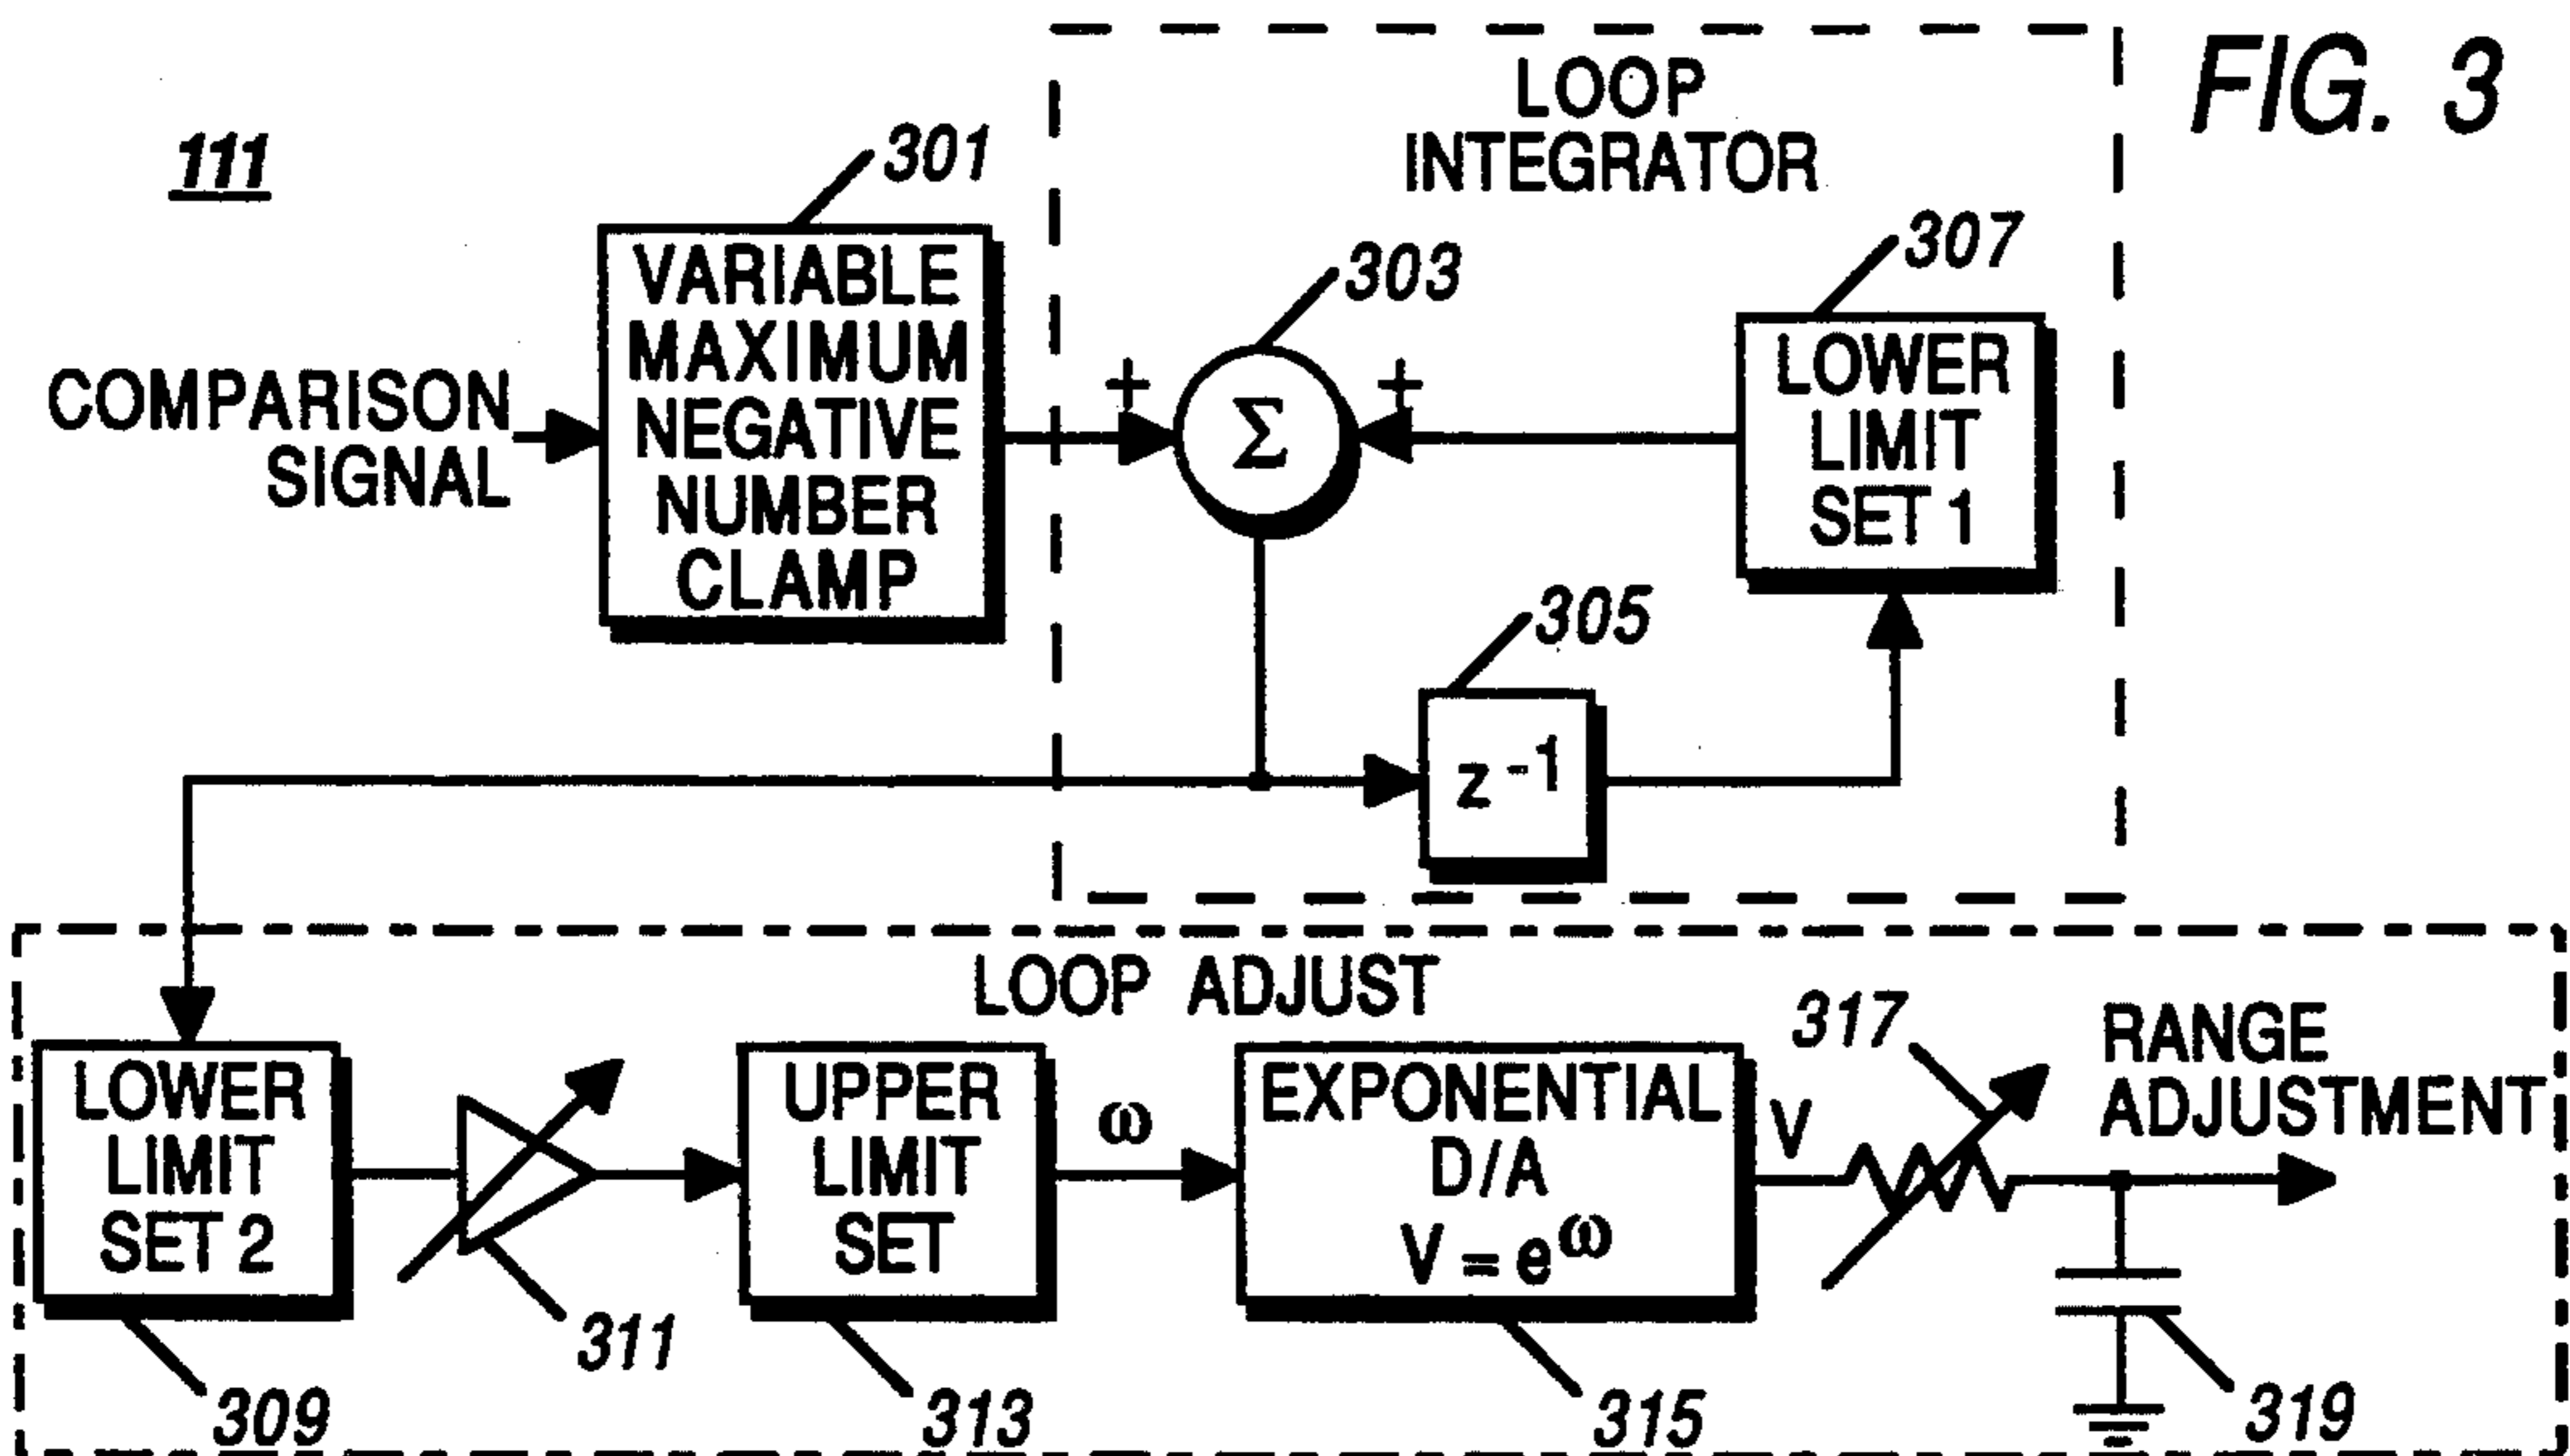 FIG. 3
111
LOOP
INTEGRATOR
301
VARIABLE
MAXIMUM
NEGATIVE
NUMBER
CLAMP
COMPARISON
SIGNAL
303
+
Σ
+
307
LOWER
LIMIT
SET 1
305
z⁻¹
LOOP ADJUST
LOWER
LIMIT
SET 2
309
311
UPPER
LIMIT
SET
313
ω
EXPONENTIAL
D/A
V = e^ω
315
V
317
RANGE
ADJUSTMENT
319